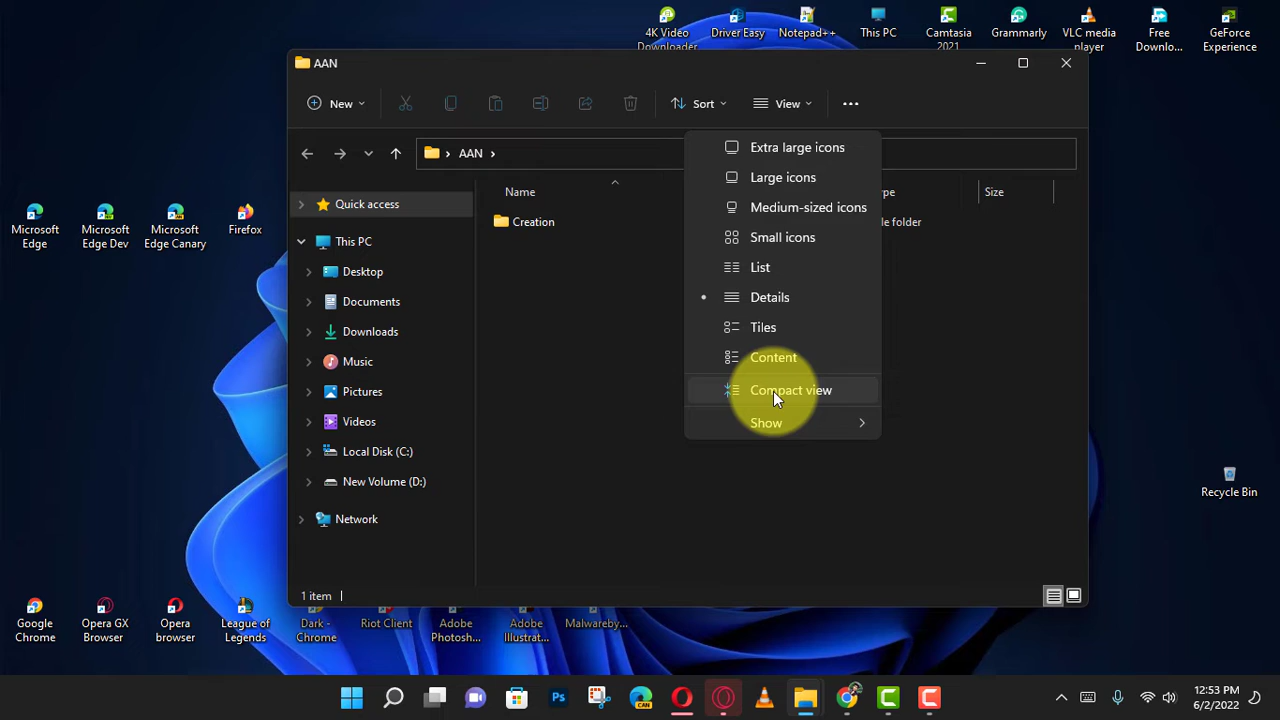 4K Video
Downloader
Driver Easy
Notepad++
This PC
Camtasia
2021
Grammarly
VLC media
player
Free
Downlo...
GeForce
Experience
AAN
New
Sort
View
AAN
Extra large icons
Large icons
Medium-sized icons
Small icons
List
Details
Tiles
Content
Compact view
Show
Name
Size
Creation
le folder
Quick access
This PC
Desktop
Documents
Downloads
Music
Pictures
Videos
Local Disk (C:)
New Volume (D:)
Network
1 item
Microsoft
Edge
Microsoft
Edge Dev
Microsoft
Edge Canary
Firefox
Recycle Bin
Google
Chrome
Opera GX
Browser
Opera
browser
League of
Legends
Dark -
Chrome
Riot Client
Adobe
Photosh...
Adobe
Illustrat...
Malwareby...
CAN
Ps
12:53 PM
6/2/2022